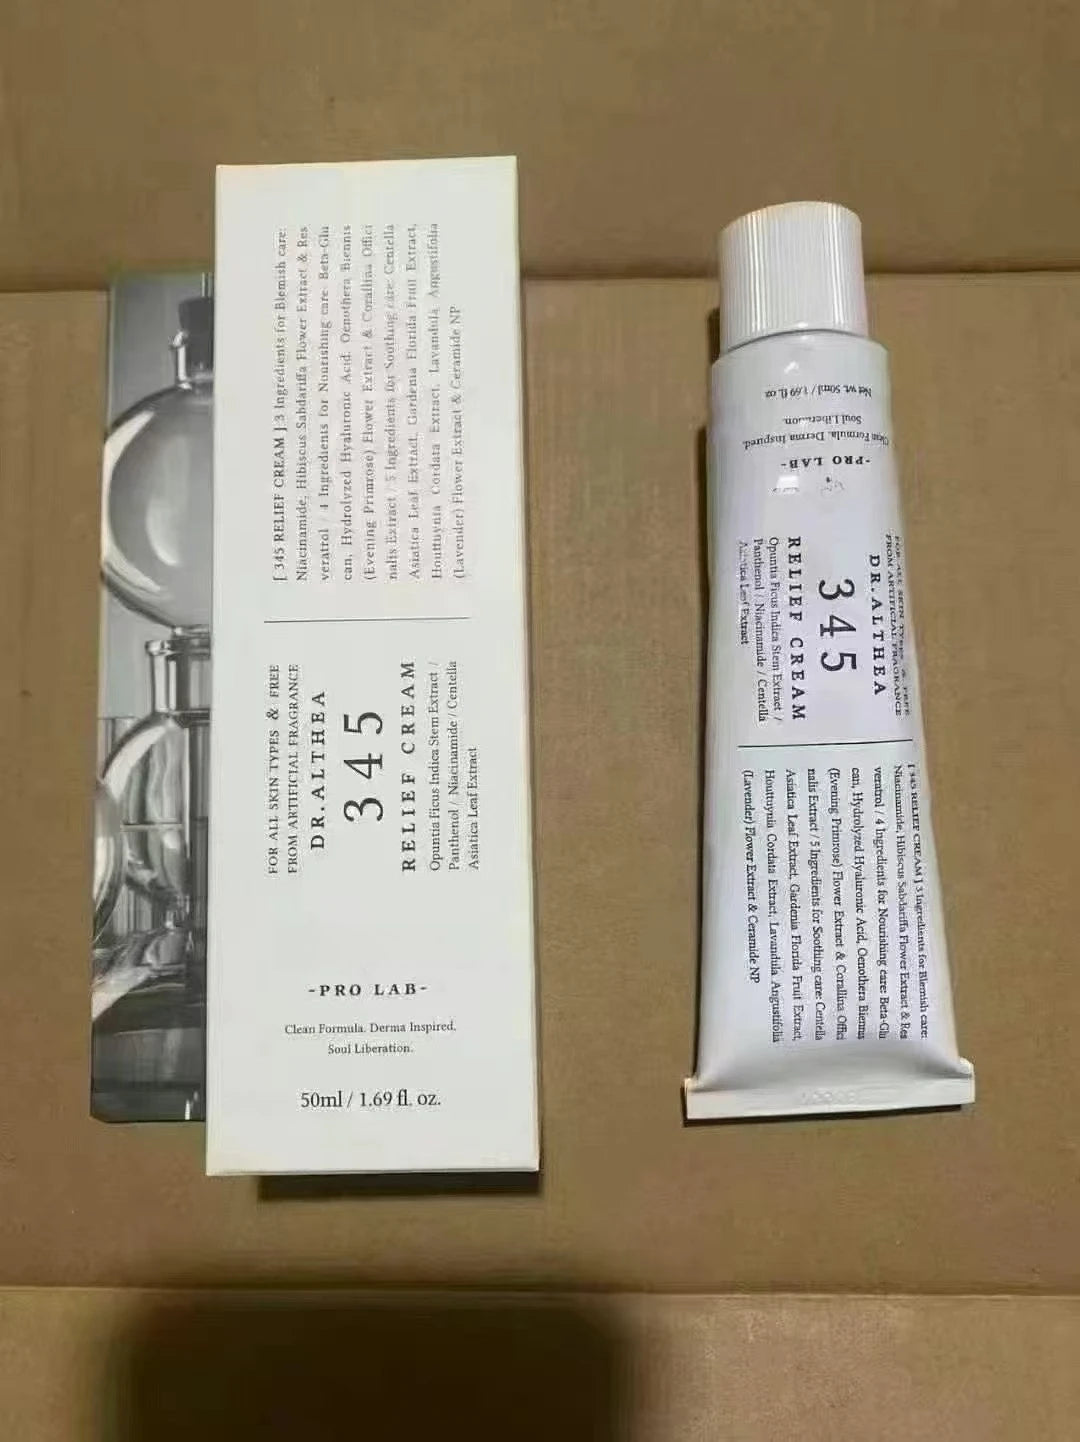 [ 345 RELIEF CREAM ] 3 Ingredients for Blemish care:
Niacinamide, Hibiscus Sabdariffa Flower Extract & Res
veratrol / 4 Ingredients for Nourishing care: Beta-Glu
can, Hydrolyzed Hyaluronic Acid, Oenothera Biennis
(Evening Primrose) Flower Extract & Corallina Offici
nalis Extract / 5 Ingredients for Soothing care: Centella
Asiatica Leaf Extract, Gardenia Florida Fruit Extract,
Houttuynia Cordata Extract, Lavandula Angustifolia
(Lavender) Flower Extract & Ceramide NP
FOR ALL SKIN TYPES & FREE
FROM ARTIFICIAL FRAGRANCE
DR.ALTHEA
345
RELIEF CREAM
Opuntia Ficus Indica Stem Extract /
Panthenol / Niacinamide / Centella
Asiatica Leaf Extract
-PRO LAB-
Clean Formula. Derma Inspired.
Soul Liberation.
50ml / 1.69 fl. oz.
Net wt. 50ml / 1.69 fl. oz
Soul Liberation.
Clean Formula. Derma Inspired.
-PRO LAB-
FOR ALL SKIN TYPES & FREE
FROM ARTIFICIAL FRAGRANCE
DR.ALTHEA
345
RELIEF CREAM
Opuntia Ficus Indica Stem Extract /
Panthenol / Niacinamide / Centella
Asiatica Leaf Extract
[ 345 RELIEF CREAM ] 3 Ingredients for Blemish care:
Niacinamide, Hibiscus Sabdariffa Flower Extract & Res
veratrol / 4 Ingredients for Nourishing care: Beta-Glu
can, Hydrolyzed Hyaluronic Acid, Oenothera Biennis
(Evening Primrose) Flower Extract & Corallina Offici
nalis Extract / 5 Ingredients for Soothing care: Centella
Asiatica Leaf Extract, Gardenia Florida Fruit Extract,
Houttuynia Cordata Extract, Lavandula Angustifolia
(Lavender) Flower Extract & Ceramide NP